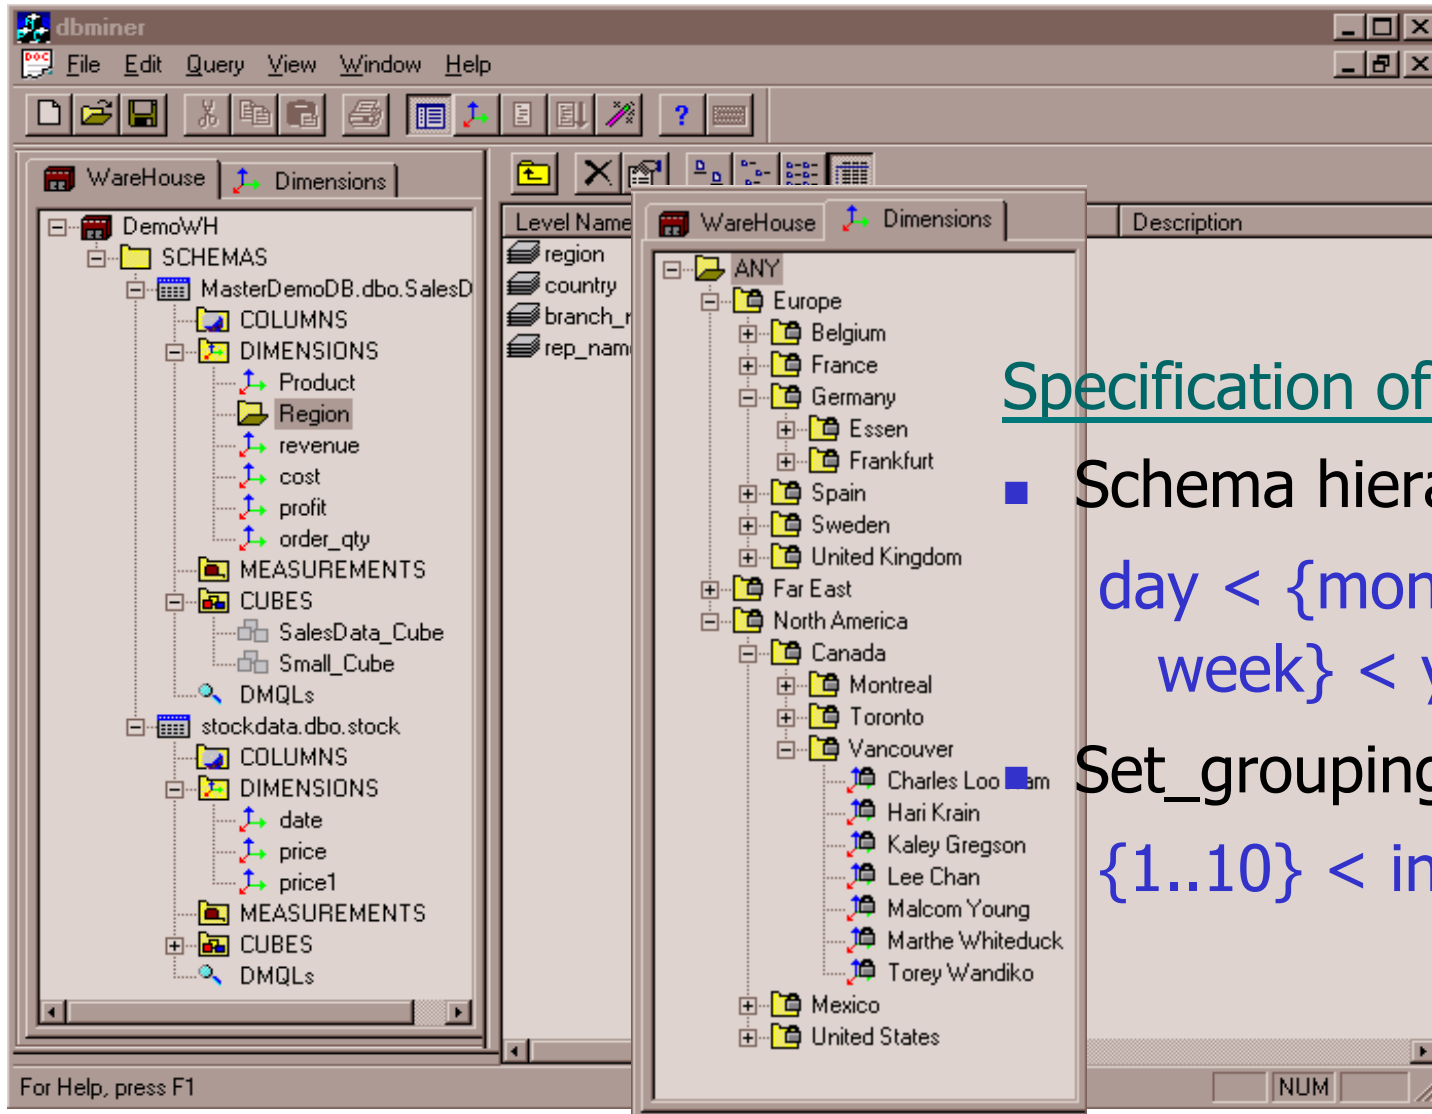 dbminer
File Edit Query View Window Help
WareHouse Dimensions
DemoWH
SCHEMAS
MasterDemoDB.dbo.SalesD
COLUMNS
DIMENSIONS
Product
Region
revenue
cost
profit
order_qty
MEASUREMENTS
CUBES
SalesData_Cube
Small_Cube
DMQLs
stockdata.dbo.stock
COLUMNS
DIMENSIONS
date
price
price1
MEASUREMENTS
CUBES
DMQLs
Level Name
Description
region
country
branch_
rep_nam
WareHouse Dimensions
ANY
Europe
Belgium
France
Germany
Essen
Frankfurt
Spain
Sweden
United Kingdom
Far East
North America
Canada
Montreal
Toronto
Vancouver
Charles Loo
Hari Krain
Kaley Gregson
Lee Chan
Malcom Young
Marthe Whiteduck
Torey Wandiko
Mexico
United States
Specification of
Schema hier
day < {mon
week} < y
Set_grouping
{1..10} < in
For Help, press F1
NUM